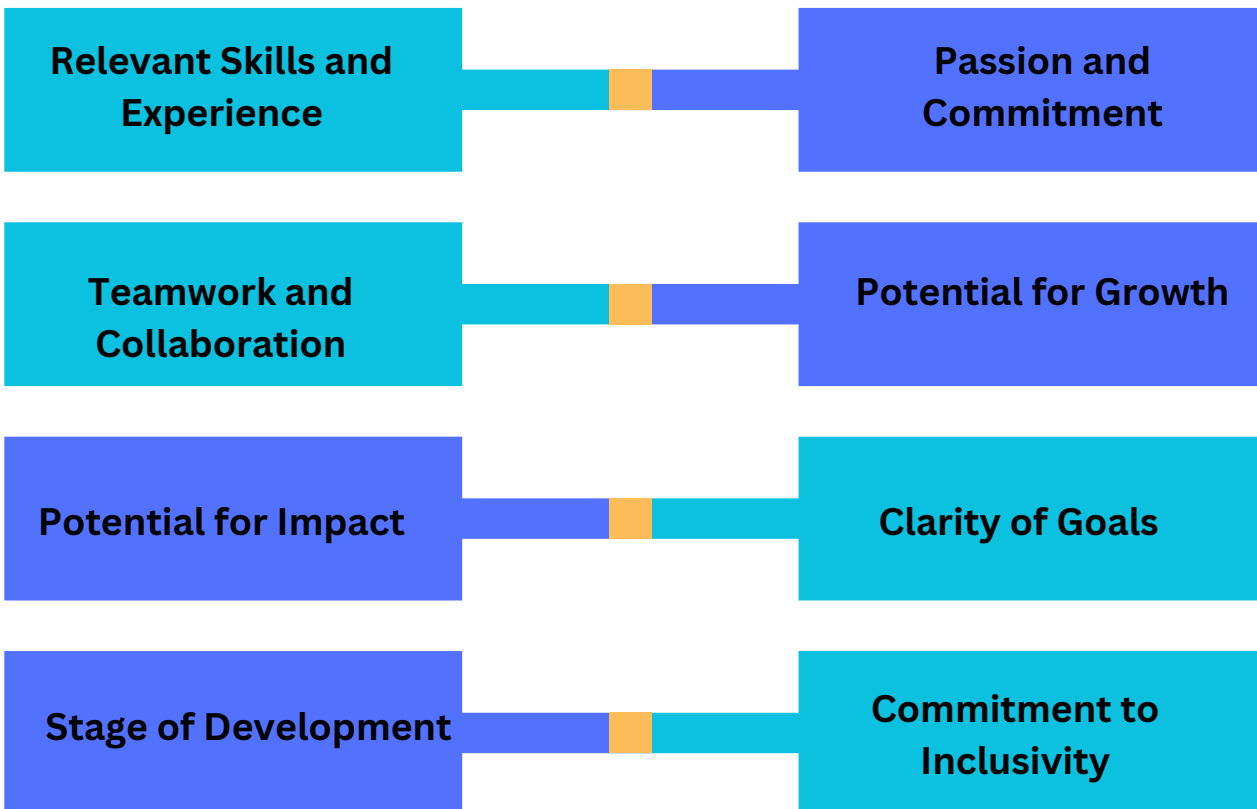 Relevant Skills and
Experience
Passion and
Commitment
Teamwork and
Collaboration
Potential for Growth
Potential for Impact
Clarity of Goals
Stage of Development
Commitment to
Inclusivity